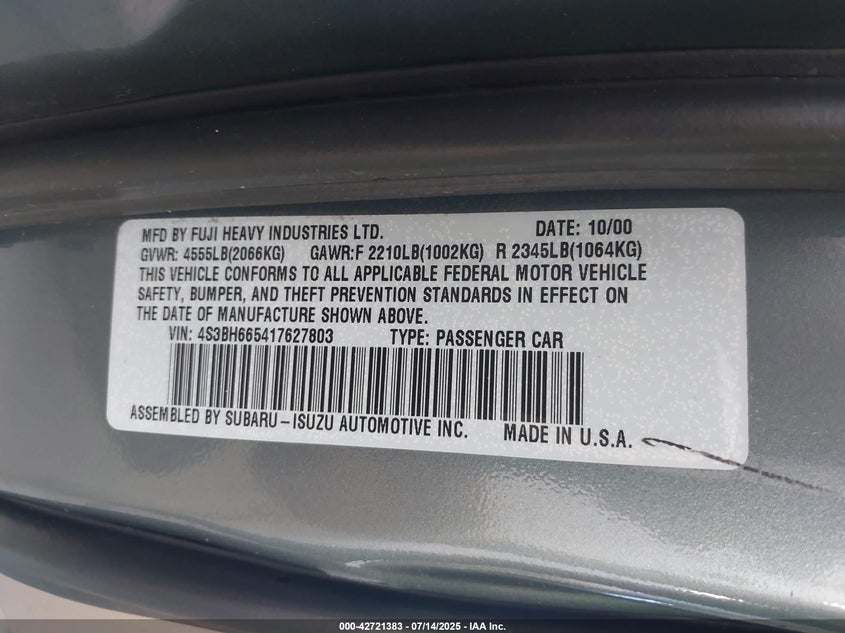 MFD BY FUJI HEAVY INDUSTRIES LTD. DATE: 10/00
GVWR: 4555LB(2066KG) GAWR:F 2210LB(1002KG) R 2345LB(1064KG)
THIS VEHICLE CONFORMS TO ALL APPLICABLE FEDERAL MOTOR VEHICLE
SAFETY, BUMPER, AND THEFT PREVENTION STANDARDS IN EFFECT ON
THE DATE OF MANUFACTURE SHOWN ABOVE.
VIN: 4S3BH665417627803 TYPE: PASSENGER CAR
ASSEMBLED BY SUBARU-ISUZU AUTOMOTIVE INC. MADE IN U.S.A.
000-42721383 - 07/14/2025 - IAA Inc.